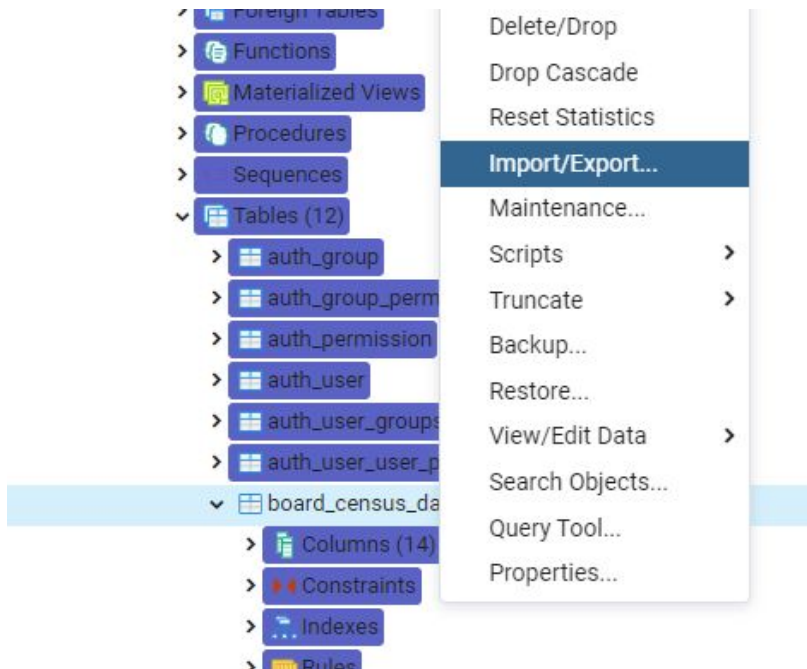 Foreign Tables
Functions
Materialized Views
Procedures
Sequences
Tables (12)
auth_group
auth_group_perm
auth_permission
auth_user
auth_user_groups
auth_user_user_p
board_census_da
Columns (14)
Constraints
Indexes
Rules
Delete/Drop
Drop Cascade
Reset Statistics
Import/Export...
Maintenance...
Scripts
Truncate
Backup...
Restore...
View/Edit Data
Search Objects...
Query Tool...
Properties...